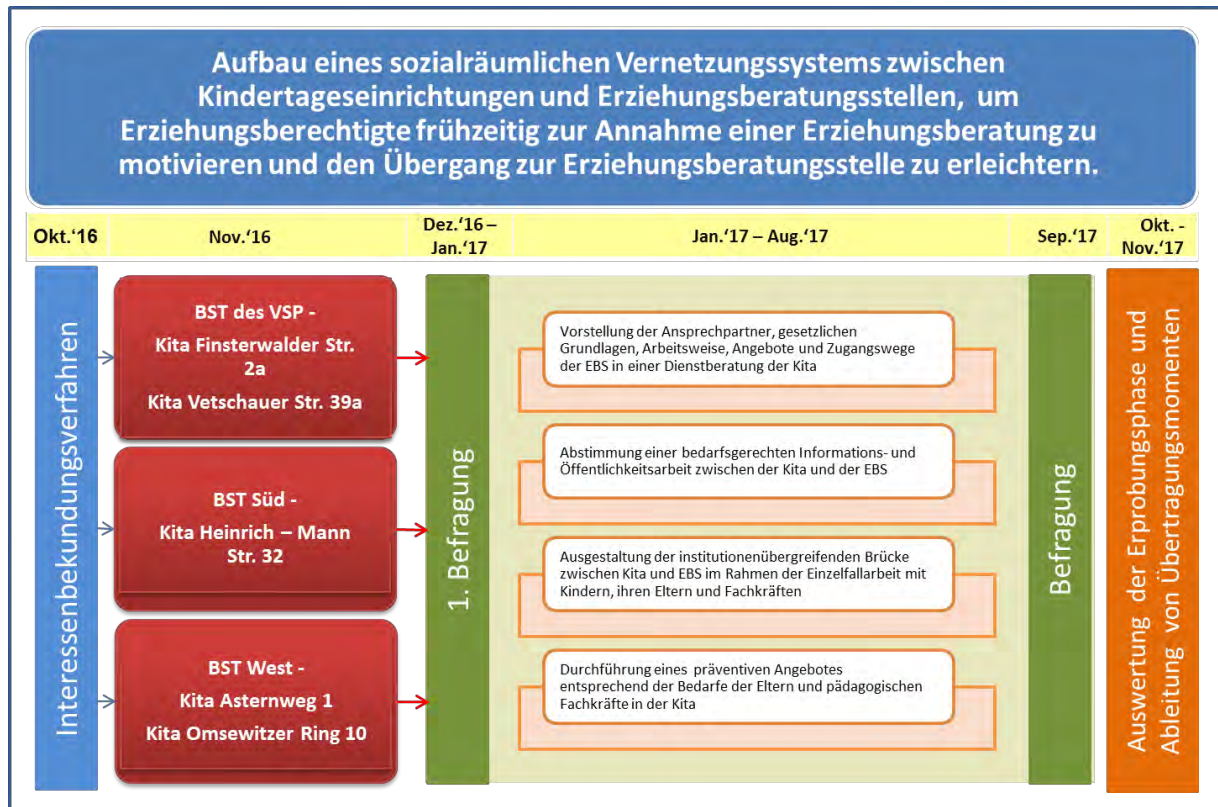 Aufbau eines sozialräumlichen Vernetzungssystems zwischen
Kindertageseinrichtungen und Erziehungsberatungsstellen, um
Erziehungsberechtigte frühzeitig zur Annahme einer Erziehungsberatung zu
motivieren und den Übergang zur Erziehungsberatungsstelle zu erleichtern.
Okt.‘16
Nov.‘16
Dez.‘16 –
Jan.‘17
Jan.‘17 – Aug.‘17
Sep.‘17
Okt. -
Nov.‘17
Interessenbekundungsverfahren
BST des VSP -
Kita Finsterwalder Str.
2a
Kita Vetschauer Str. 39a
BST Süd -
Kita Heinrich – Mann
Str. 32
BST West -
Kita Asternweg 1
Kita Omsewitzer Ring 10
1. Befragung
Vorstellung der Ansprechpartner, gesetzlichen
Grundlagen, Arbeitsweise, Angebote und Zugangswege
der EBS in einer Dienstberatung der Kita
Abstimmung einer bedarfsgerechten Informations- und
Öffentlichkeitsarbeit zwischen der Kita und der EBS
Ausgestaltung der institutionenübergreifenden Brücke
zwischen Kita und EBS im Rahmen der Einzelfallarbeit mit
Kindern, ihren Eltern und Fachkräften
Durchführung eines präventiven Angebotes
entsprechend der Bedarfe der Eltern und pädagogischen
Fachkräfte in der Kita
Befragung
Auswertung der Erprobungsphase und
Ableitung von Übertragungsmomenten